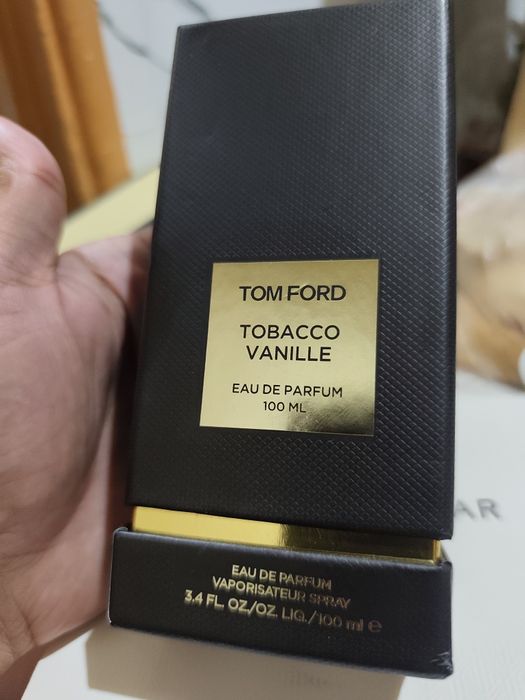 TOM FORD
TOBACCO
VANILLE
EAU DE PARFUM
100 ML
AR
EAU DE PARFUM
VAPORISATEUR SPRAY
3.4 FL. OZ/OZ. LIQ./100 ml ℮